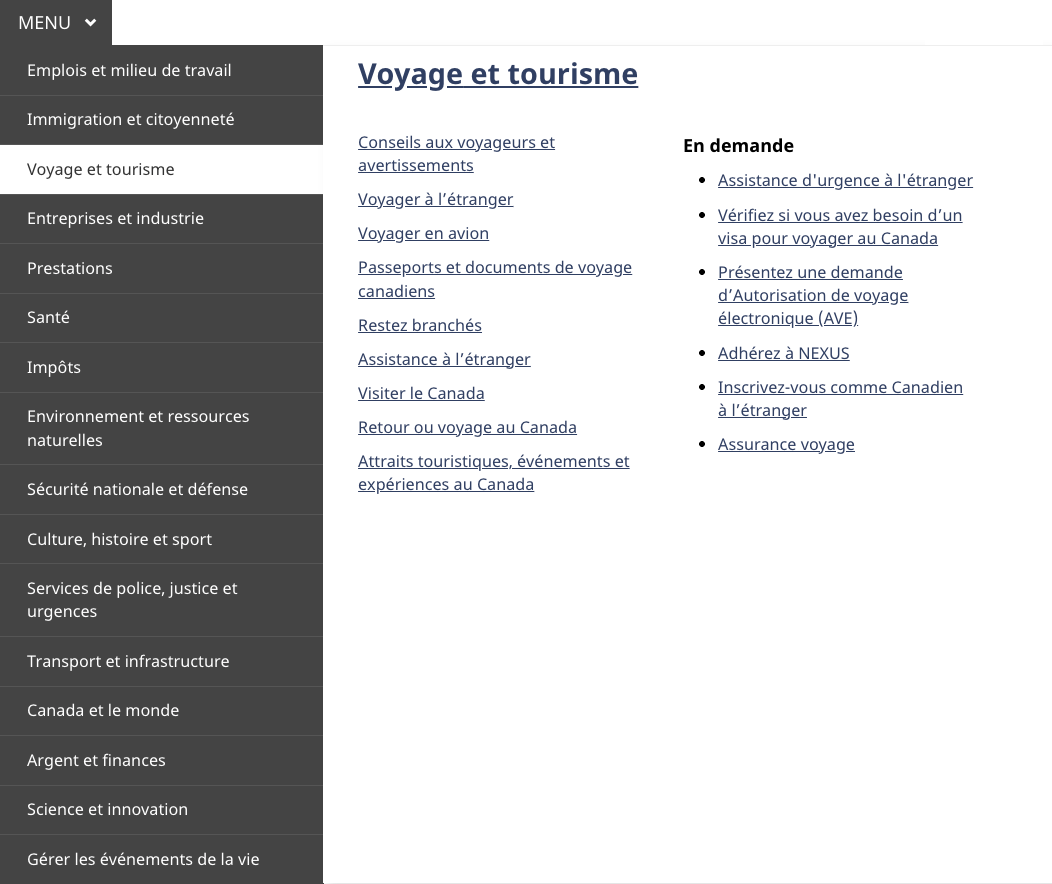 MENU
Emplois et milieu de travail
Immigration et citoyenneté
Voyage et tourisme
Entreprises et industrie
Prestations
Santé
Impôts
Environnement et ressources
naturelles
Sécurité nationale et défense
Culture, histoire et sport
Services de police, justice et
urgences
Transport et infrastructure
Canada et le monde
Argent et finances
Science et innovation
Gérer les événements de la vie
Voyage et tourisme
Conseils aux voyageurs et
avertissements
Voyager à l’étranger
Voyager en avion
Passeports et documents de voyage
canadiens
Restez branchés
Assistance à l’étranger
Visiter le Canada
Retour ou voyage au Canada
Attraits touristiques, événements et
expériences au Canada
En demande
Assistance d'urgence à l'étranger
Vérifiez si vous avez besoin d’un
visa pour voyager au Canada
Présentez une demande
d’Autorisation de voyage
électronique (AVE)
Adhérez à NEXUS
Inscrivez-vous comme Canadien
à l’étranger
Assurance voyage